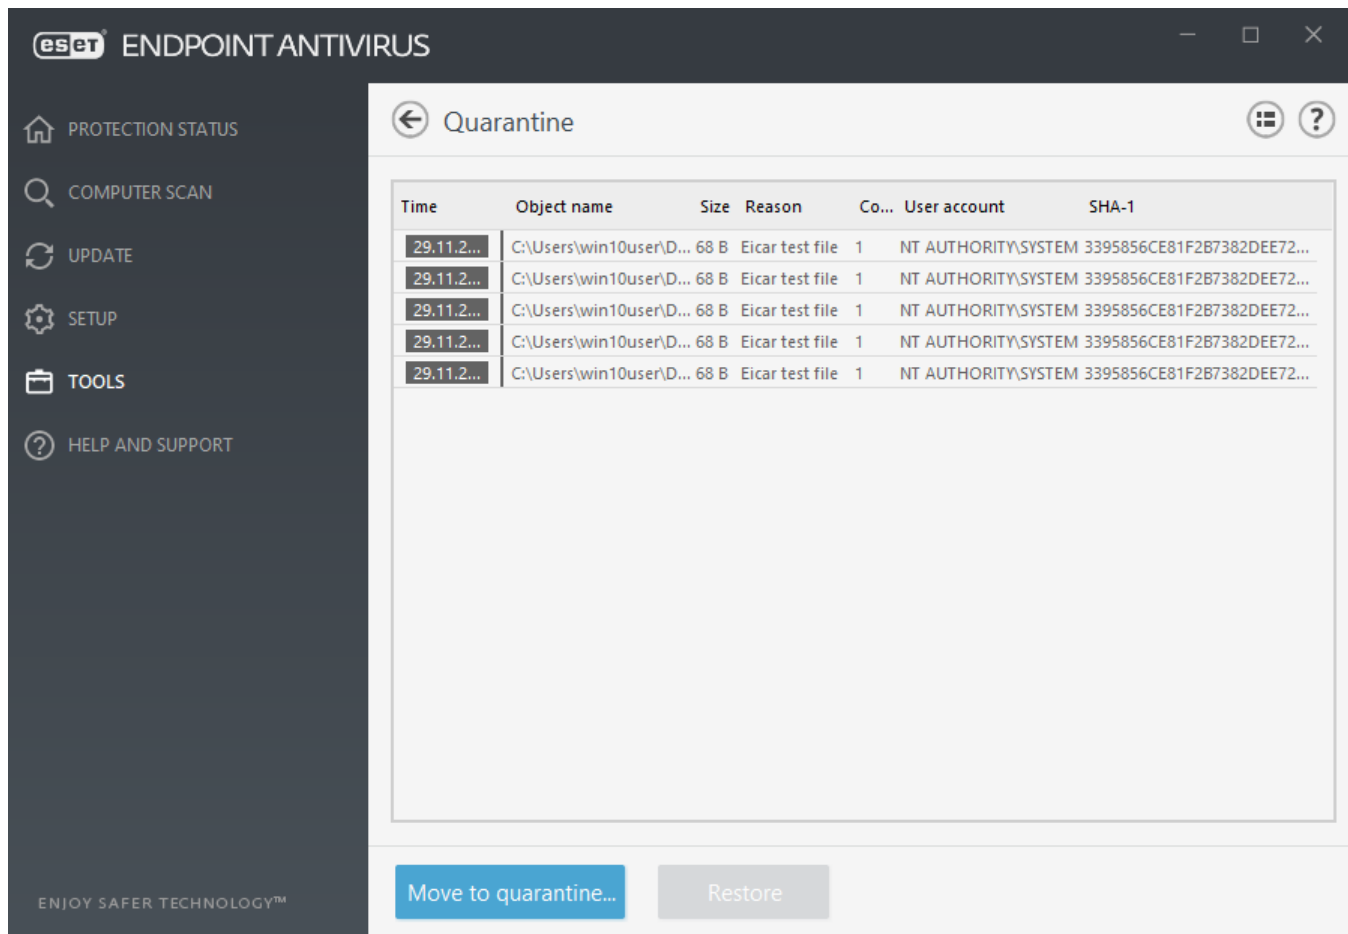 eset ENDPOINT ANTIVIRUS
PROTECTION STATUS
COMPUTER SCAN
UPDATE
SETUP
TOOLS
HELP AND SUPPORT
ENJOY SAFER TECHNOLOGY™
Quarantine
Time Object name Size Reason Co... User account SHA-1
29.11.2... C:\Users\win10user\D... 68 B Eicar test file 1 NT AUTHORITY\SYSTEM 3395856CE81F2B7382DEE72...
29.11.2... C:\Users\win10user\D... 68 B Eicar test file 1 NT AUTHORITY\SYSTEM 3395856CE81F2B7382DEE72...
29.11.2... C:\Users\win10user\D... 68 B Eicar test file 1 NT AUTHORITY\SYSTEM 3395856CE81F2B7382DEE72...
29.11.2... C:\Users\win10user\D... 68 B Eicar test file 1 NT AUTHORITY\SYSTEM 3395856CE81F2B7382DEE72...
29.11.2... C:\Users\win10user\D... 68 B Eicar test file 1 NT AUTHORITY\SYSTEM 3395856CE81F2B7382DEE72...
Move to quarantine... Restore